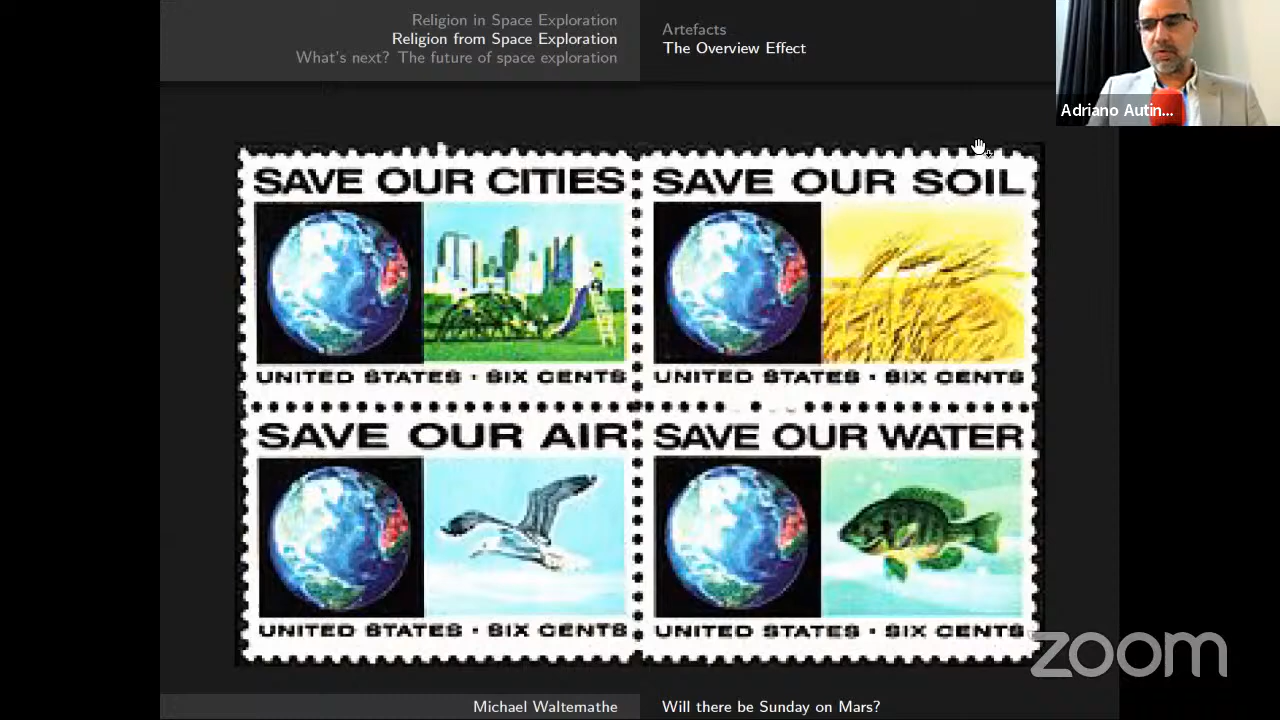 Religion in Space Exploration
Religion from Space Exploration
What's next? The future of space exploration
Artefacts
The Overview Effect
Adriano Autin...
SAVE OUR CITIES
SAVE OUR SOIL
UNITED STATES · SIX CENTS
UNITED STATES · SIX CENTS
SAVE OUR AIR
SAVE OUR WATER
UNITED STATES · SIX CENTS
UNITED STATES · SIX CENTS
zoom
Michael Waltemathe
Will there be Sunday on Mars?